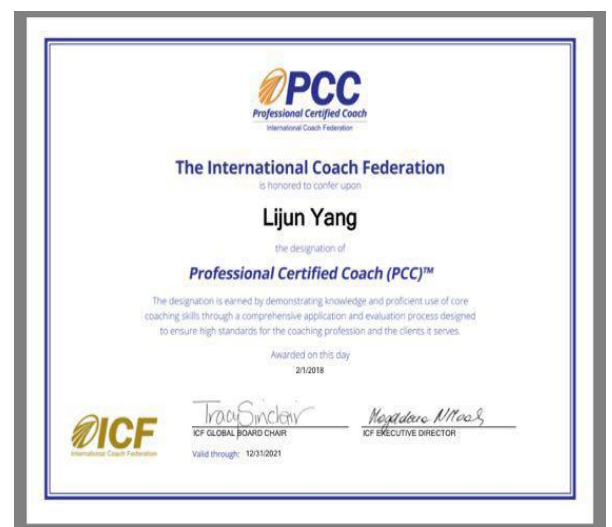 PCC
Professional Certified Coach
International Coach Federation
The International Coach Federation
is honored to confer upon
Lijun Yang
the designation of
Professional Certified Coach (PCC)™
The designation is earned by demonstrating knowledge and proficient use of core
coaching skills through a comprehensive application and evaluation process designed
to ensure high standards for the coaching profession and the clients it serves.
Awarded on this day
2/1/2018
Tracy Sinclair
ICF GLOBAL BOARD CHAIR
ICF EXECUTIVE DIRECTOR
ICF
International Coach Federation
Valid through: 12/31/2021